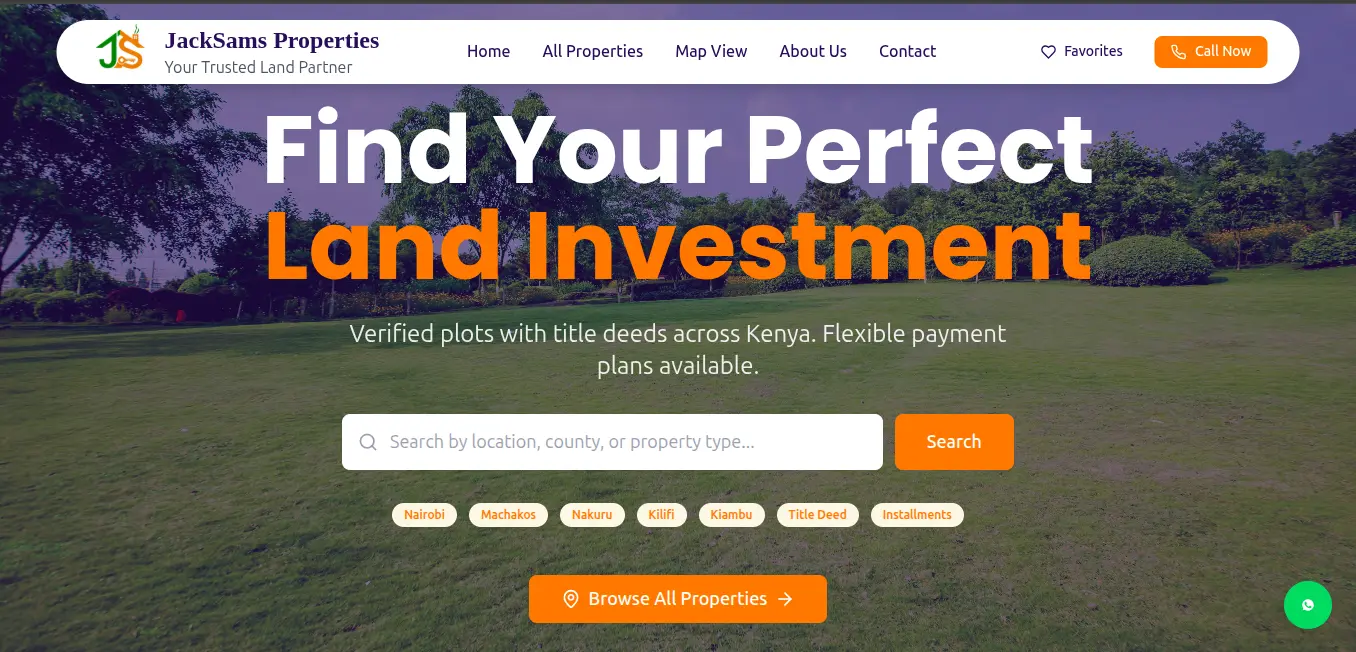 JS
JackSams Properties
Your Trusted Land Partner
Home
All Properties
Map View
About Us
Contact
Favorites
Call Now
Find Your Perfect
Land Investment
Verified plots with title deeds across Kenya. Flexible payment
plans available.
Search by location, county, or property type...
Search
Nairobi
Machakos
Nakuru
Kilifi
Kiambu
Title Deed
Installments
Browse All Properties